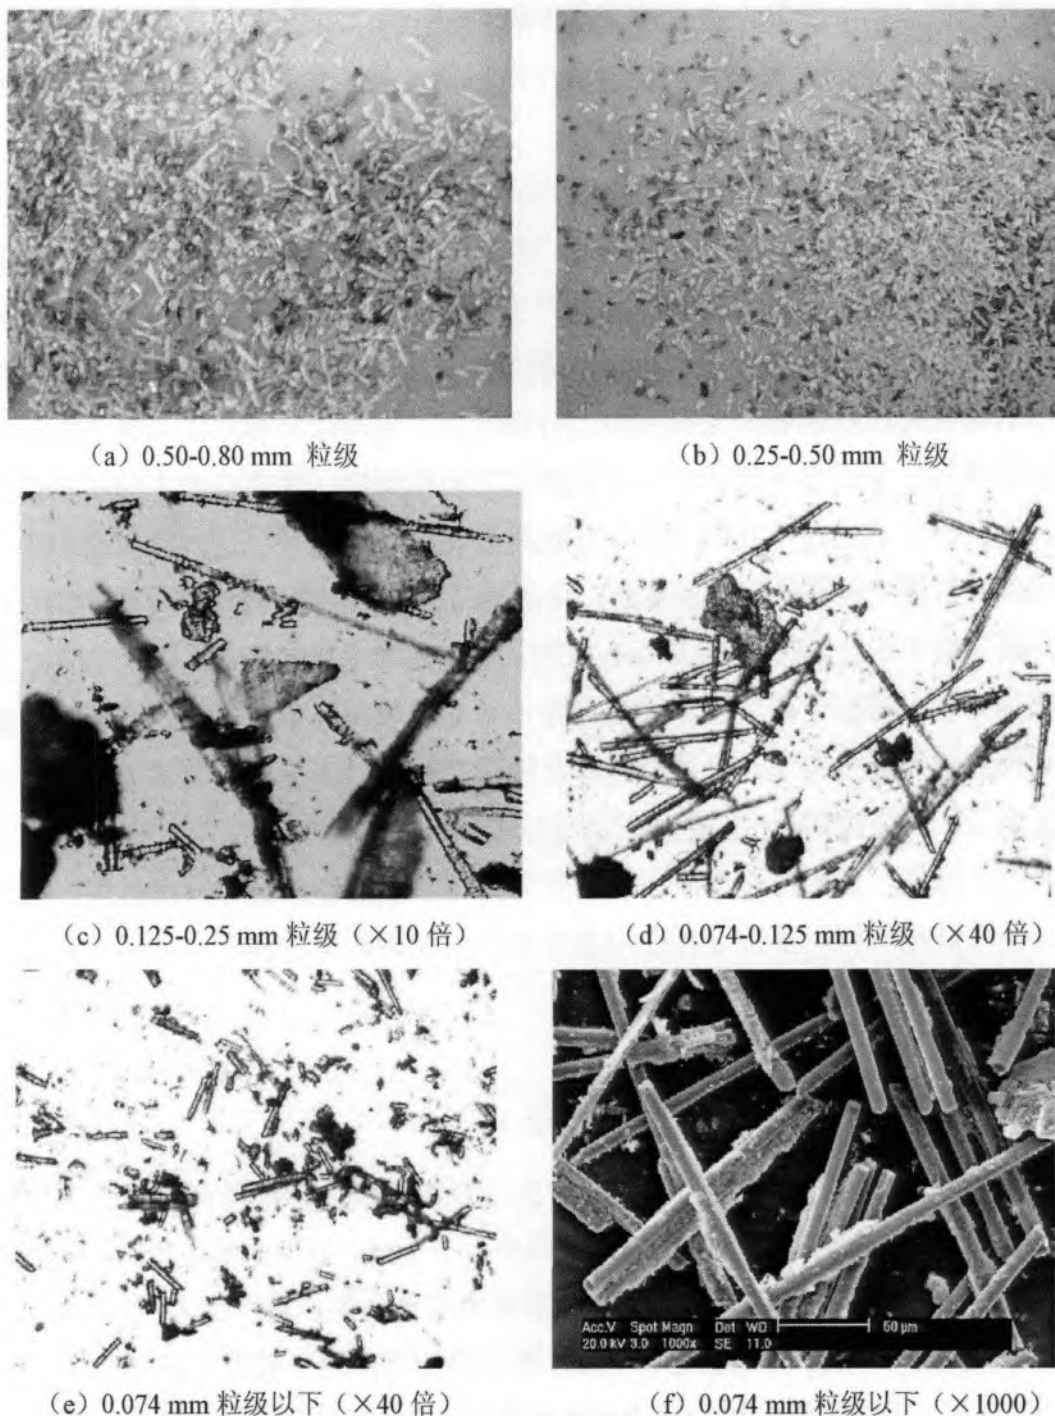 (a) 0.50-0.80 mm 粒级
(b) 0.25-0.50 mm 粒级
(c) 0.125-0.25 mm 粒级（×10 倍）
(d) 0.074-0.125 mm 粒级（×40 倍）
Acc.V Spot Magn Det WD 50 μm
20.0 kV 3.0 1000x SE 11.0
(e) 0.074 mm 粒级以下（×40 倍）
(f) 0.074 mm 粒级以下（×1000）